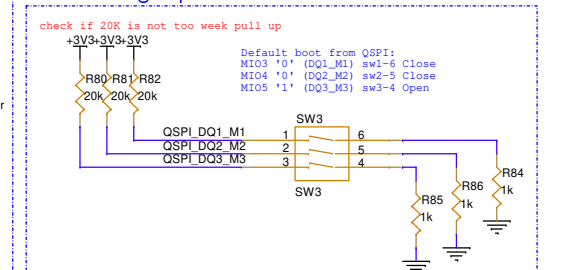 check if 20K is not too week pull up
+3V3+3V3+3V3
Default boot from QSPI:
MIO3 '0' (DQ1_M1) sw1-6 Close
MIO4 '0' (DQ2_M2) sw2-5 Close
MIO5 '1' (DQ3_M3) sw3-4 Open
R80 R81 R82
20k 20k 20k
r
SW3
QSPI_DQ1_M1 1 6
QSPI_DQ2_M2 2 5
QSPI_DQ3_M3 3 4
SW3
R84
1k
R86
1k
R85
1k